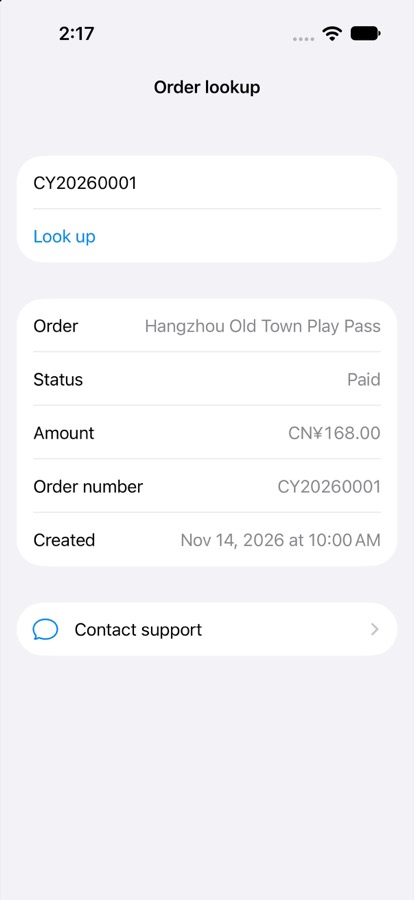 2:17
Order lookup
CY20260001
Look up
Order Hangzhou Old Town Play Pass
Status Paid
Amount CN¥168.00
Order number CY20260001
Created Nov 14, 2026 at 10:00 AM
Contact support